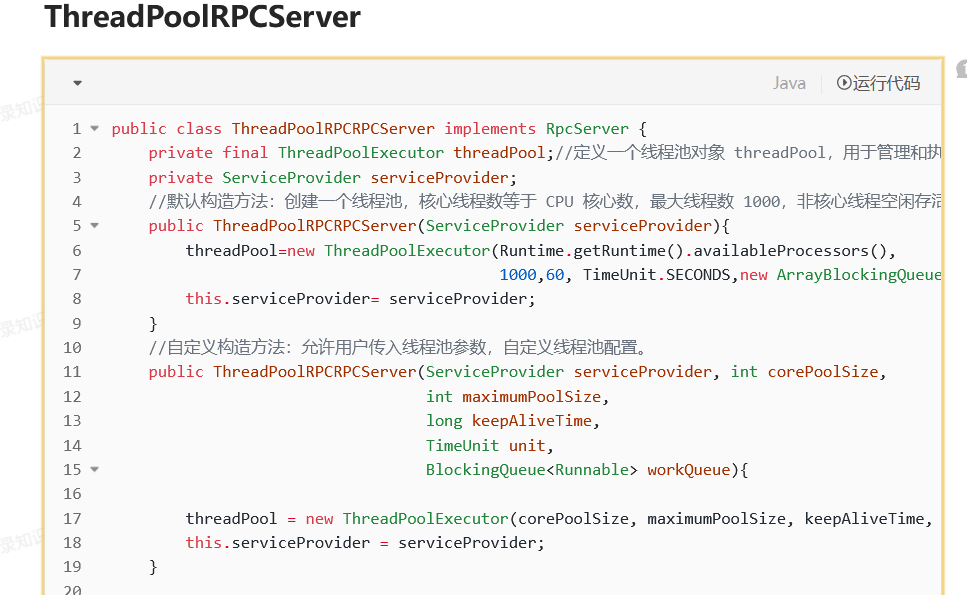 ThreadPoolRPCServer
Java
运行代码
1 public class ThreadPoolRPCRPCServer implements RpcServer {
2 private final ThreadPoolExecutor threadPool;//定义一个线程池对象 threadPool，用于管理和执
3 private ServiceProvider serviceProvider;
4 //默认构造方法：创建一个线程池，核心线程数等于 CPU 核心数，最大线程数 1000，非核心线程空闲存活
5 public ThreadPoolRPCRPCServer(ServiceProvider serviceProvider){
6 threadPool=new ThreadPoolExecutor(Runtime.getRuntime().availableProcessors(),
7 1000,60, TimeUnit.SECONDS,new ArrayBlockingQueue
8 this.serviceProvider= serviceProvider;
9 }
10 //自定义构造方法：允许用户传入线程池参数，自定义线程池配置。
11 public ThreadPoolRPCRPCServer(ServiceProvider serviceProvider, int corePoolSize,
12 int maximumPoolSize,
13 long keepAliveTime,
14 TimeUnit unit,
15 BlockingQueue<Runnable> workQueue){
16
17 threadPool = new ThreadPoolExecutor(corePoolSize, maximumPoolSize, keepAliveTime,
18 this.serviceProvider = serviceProvider;
19 }
20